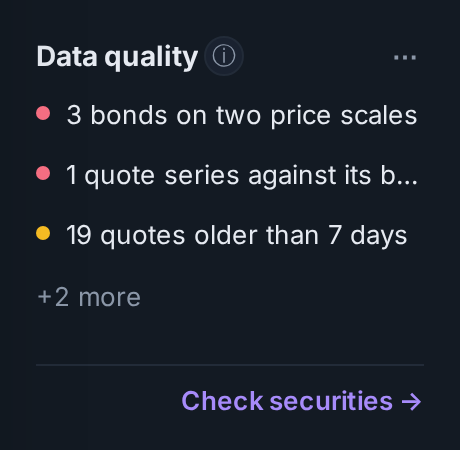 Data quality ⓘ ...
3 bonds on two price scales
1 quote series against its b...
19 quotes older than 7 days
+2 more
Check securities →